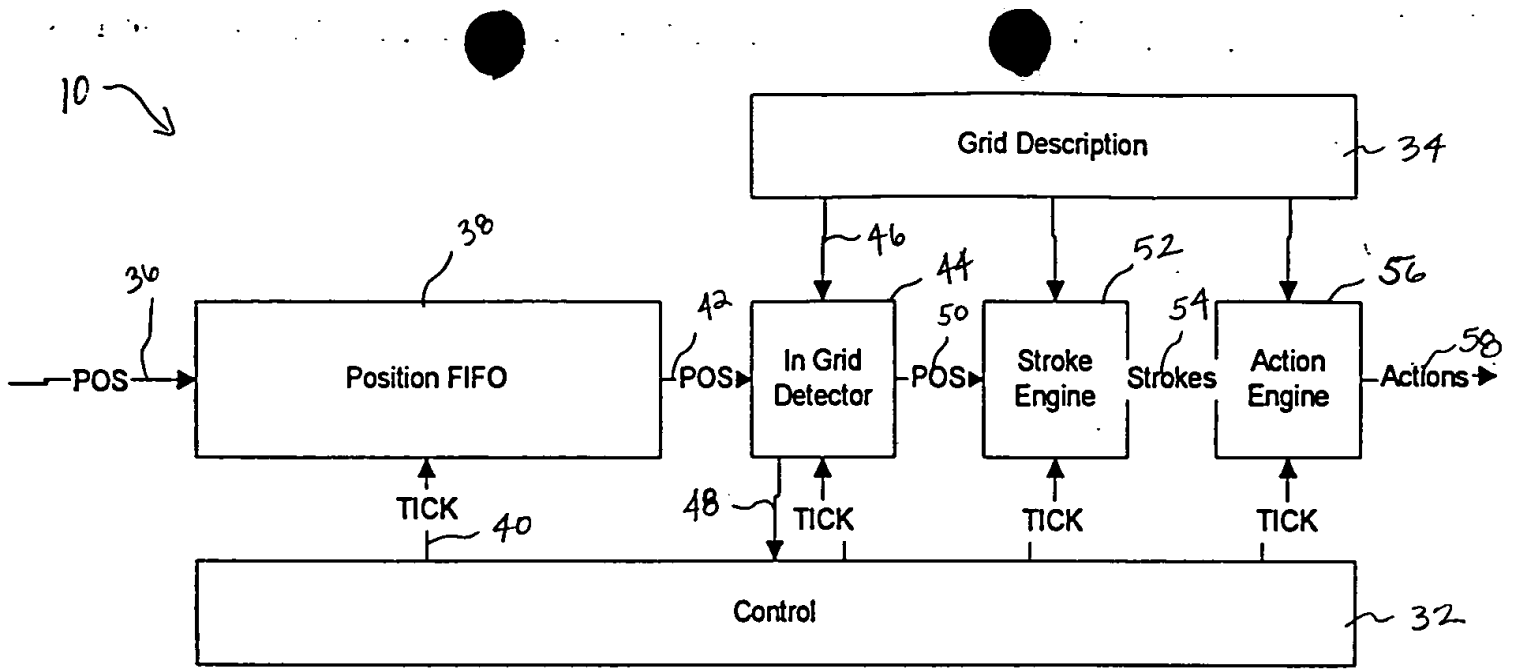 10
Grid Description
34
38
46
44
52
56
36
42
50
54
58
POS
Position FIFO
POS
In Grid
Detector
POS
Stroke
Engine
Strokes
Action
Engine
Actions
TICK
40
48
TICK
TICK
TICK
Control
32